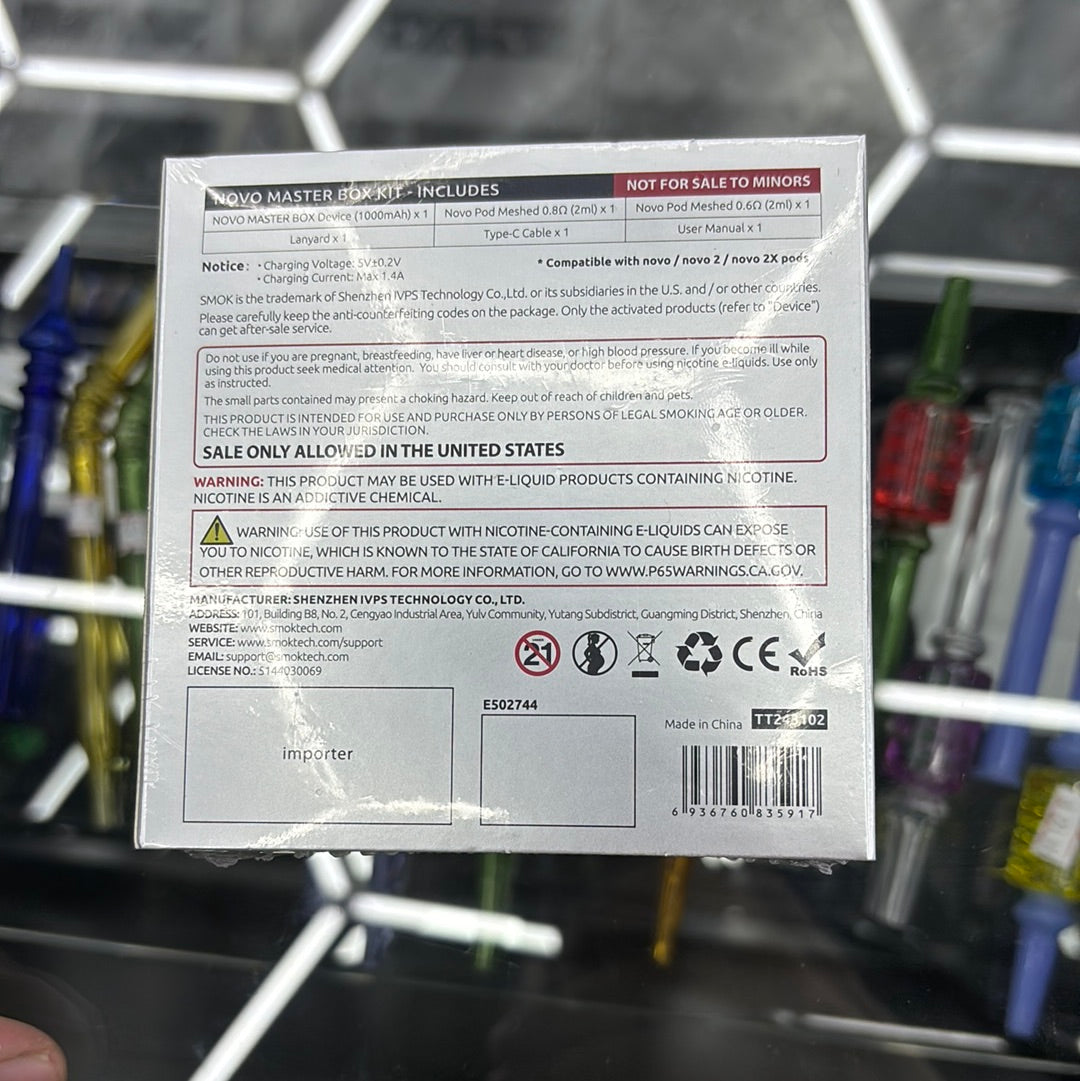 NOVO MASTER BOX KIT - INCLUDES
NOT FOR SALE TO MINORS
NOVO MASTER BOX Device (1000mAh) x 1
Novo Pod Meshed 0.8Ω (2ml) x 1
Novo Pod Meshed 0.6Ω (2ml) x 1
Lanyard x 1
Type-C Cable x 1
User Manual x 1
Notice: • Charging Voltage: 5V±0.2V
• Charging Current: Max 1.4A
* Compatible with novo / novo 2 / novo 2X pods
SMOK is the trademark of Shenzhen IVPS Technology Co.,Ltd. or its subsidiaries in the U.S. and / or other countries.
Please carefully keep the anti-counterfeiting codes on the package. Only the activated products (refer to "Device")
can get after-sale service.
Do not use if you are pregnant, breastfeeding, have liver or heart disease, or high blood pressure. If you become ill while
using this product seek medical attention. You should consult with your doctor before using nicotine e-liquids. Use only
as instructed.
The small parts contained may present a choking hazard. Keep out of reach of children and pets.
THIS PRODUCT IS INTENDED FOR USE AND PURCHASE ONLY BY PERSONS OF LEGAL SMOKING AGE OR OLDER.
CHECK THE LAWS IN YOUR JURISDICTION.
SALE ONLY ALLOWED IN THE UNITED STATES
WARNING: THIS PRODUCT MAY BE USED WITH E-LIQUID PRODUCTS CONTAINING NICOTINE.
NICOTINE IS AN ADDICTIVE CHEMICAL.
WARNING: USE OF THIS PRODUCT WITH NICOTINE-CONTAINING E-LIQUIDS CAN EXPOSE
YOU TO NICOTINE, WHICH IS KNOWN TO THE STATE OF CALIFORNIA TO CAUSE BIRTH DEFECTS OR
OTHER REPRODUCTIVE HARM. FOR MORE INFORMATION, GO TO WWW.P65WARNINGS.CA.GOV.
MANUFACTURER: SHENZHEN IVPS TECHNOLOGY CO., LTD.
ADDRESS: 101, Building B8, No. 2, Cengyao Industrial Area, Yulv Community, Yutang Subdistrict, Guangming District, Shenzhen, China
WEBSITE: www.smoktech.com
SERVICE: www.smoktech.com/support
EMAIL: support@smoktech.com
LICENSE NO.: S144030069
21
CE
RoHS
E502744
importer
Made in China
6 936760 835917